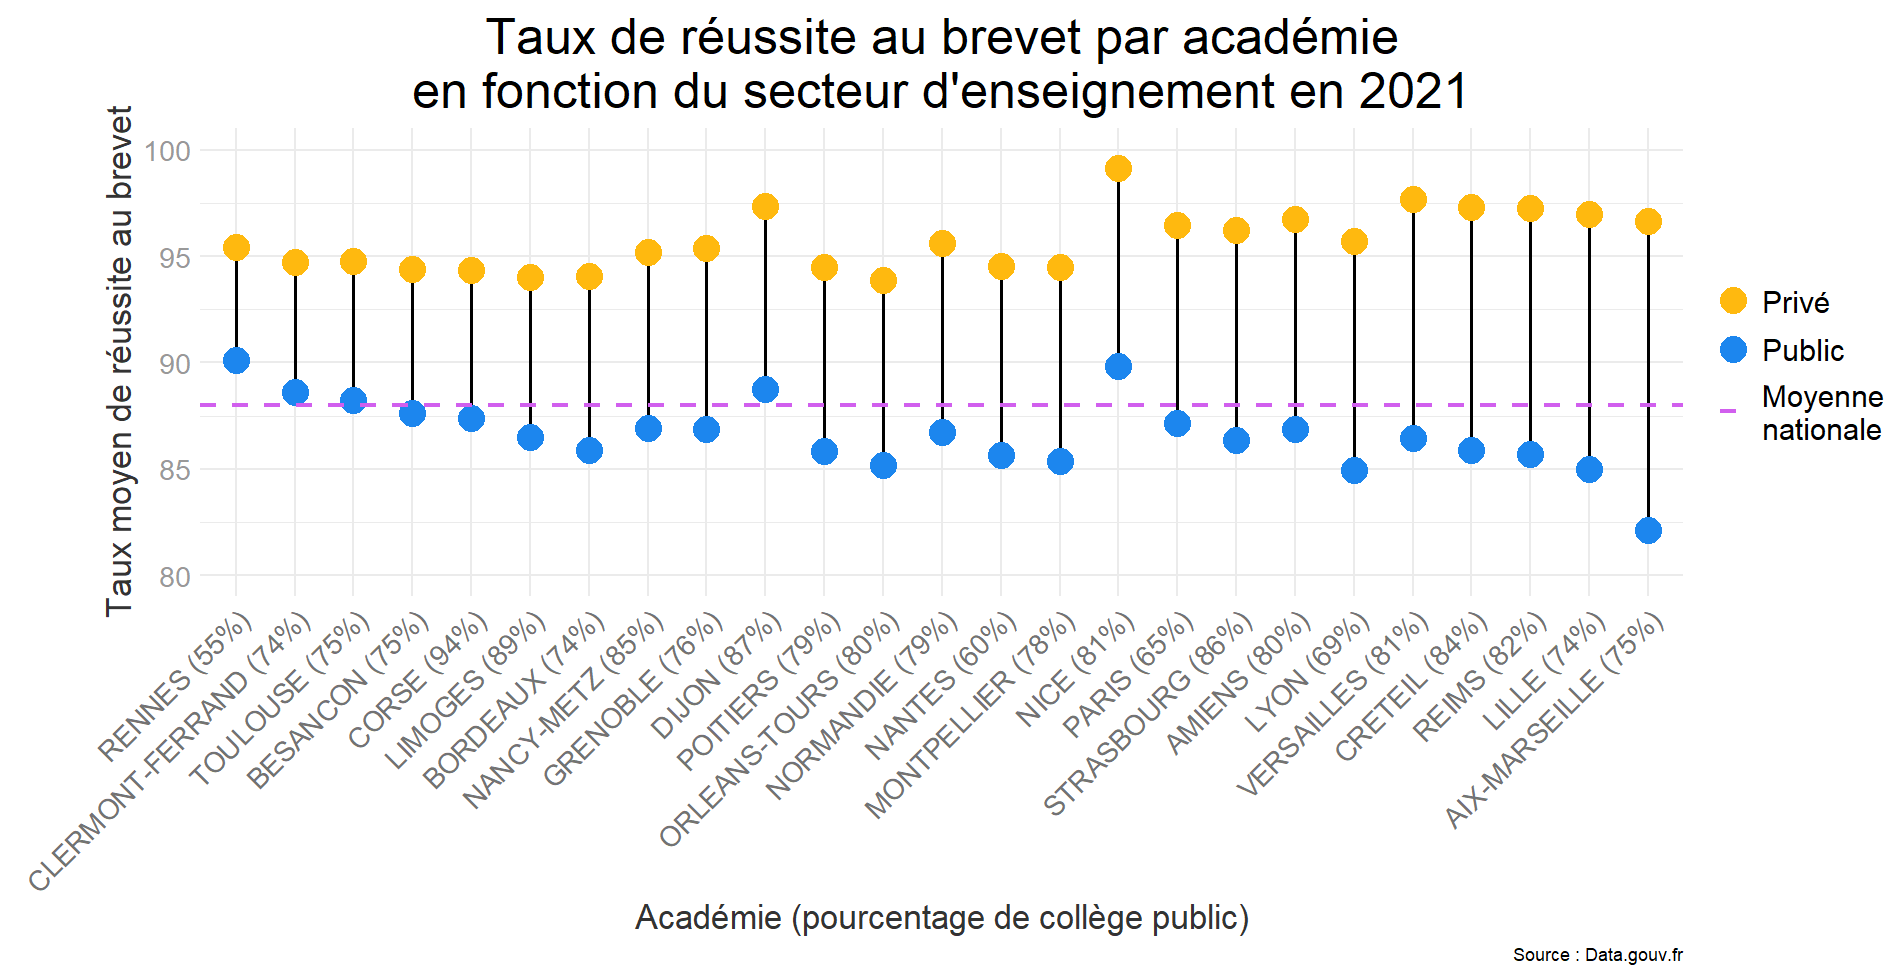 Taux de réussite au brevet par académie
en fonction du secteur d'enseignement en 2021
Taux moyen de réussite au brevet
100
95
90
85
80
Privé
Public
Moyenne
nationale
RENNES (55%)
CLERMONT-FERRAND (74%)
TOULOUSE (75%)
BESANCON (75%)
CORSE (94%)
LIMOGES (89%)
BORDEAUX (74%)
NANCY-METZ (85%)
GRENOBLE (76%)
DIJON (87%)
POITIERS (79%)
ORLEANS-TOURS (80%)
NORMANDIE (79%)
NANTES (60%)
MONTPELLIER (78%)
NICE (81%)
PARIS (65%)
STRASBOURG (86%)
AMIENS (80%)
LYON (69%)
VERSAILLES (81%)
CRETEIL (84%)
REIMS (82%)
LILLE (74%)
AIX-MARSEILLE (75%)
Académie (pourcentage de collège public)
Source : Data.gouv.fr